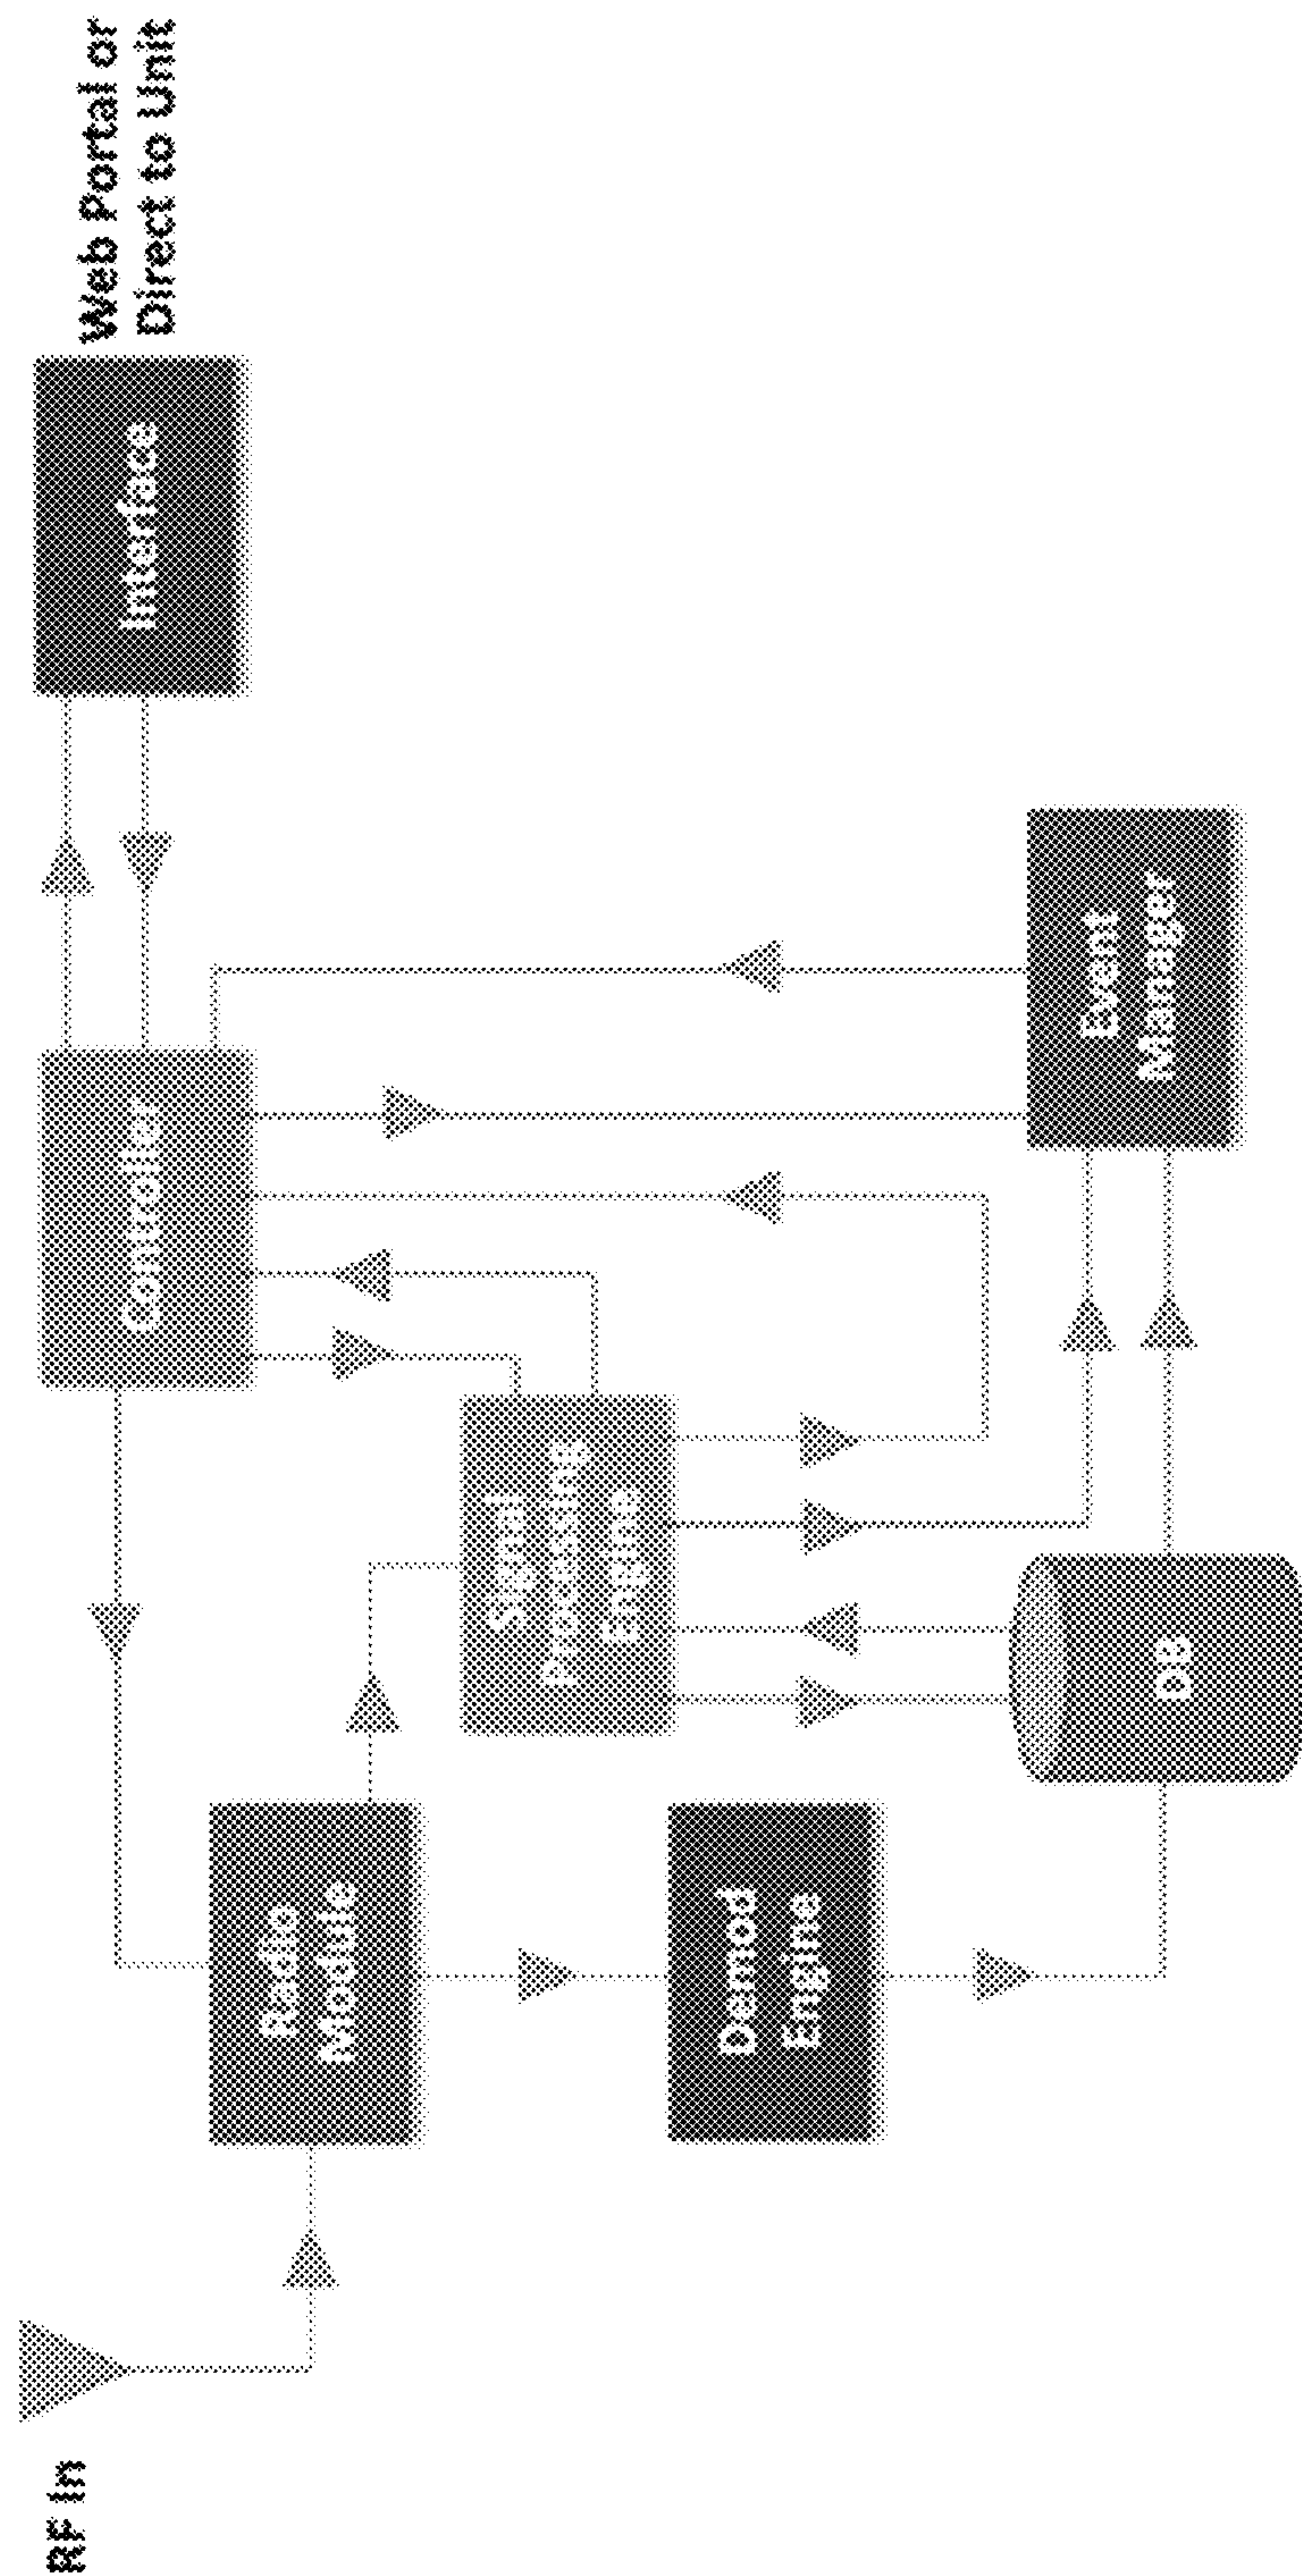 RF In
Web Portal or
Direct to Unit
Interface
Controller
Radio
Module
Signal
Processing
Engine
Demod
Engine
DB
Event
Manager